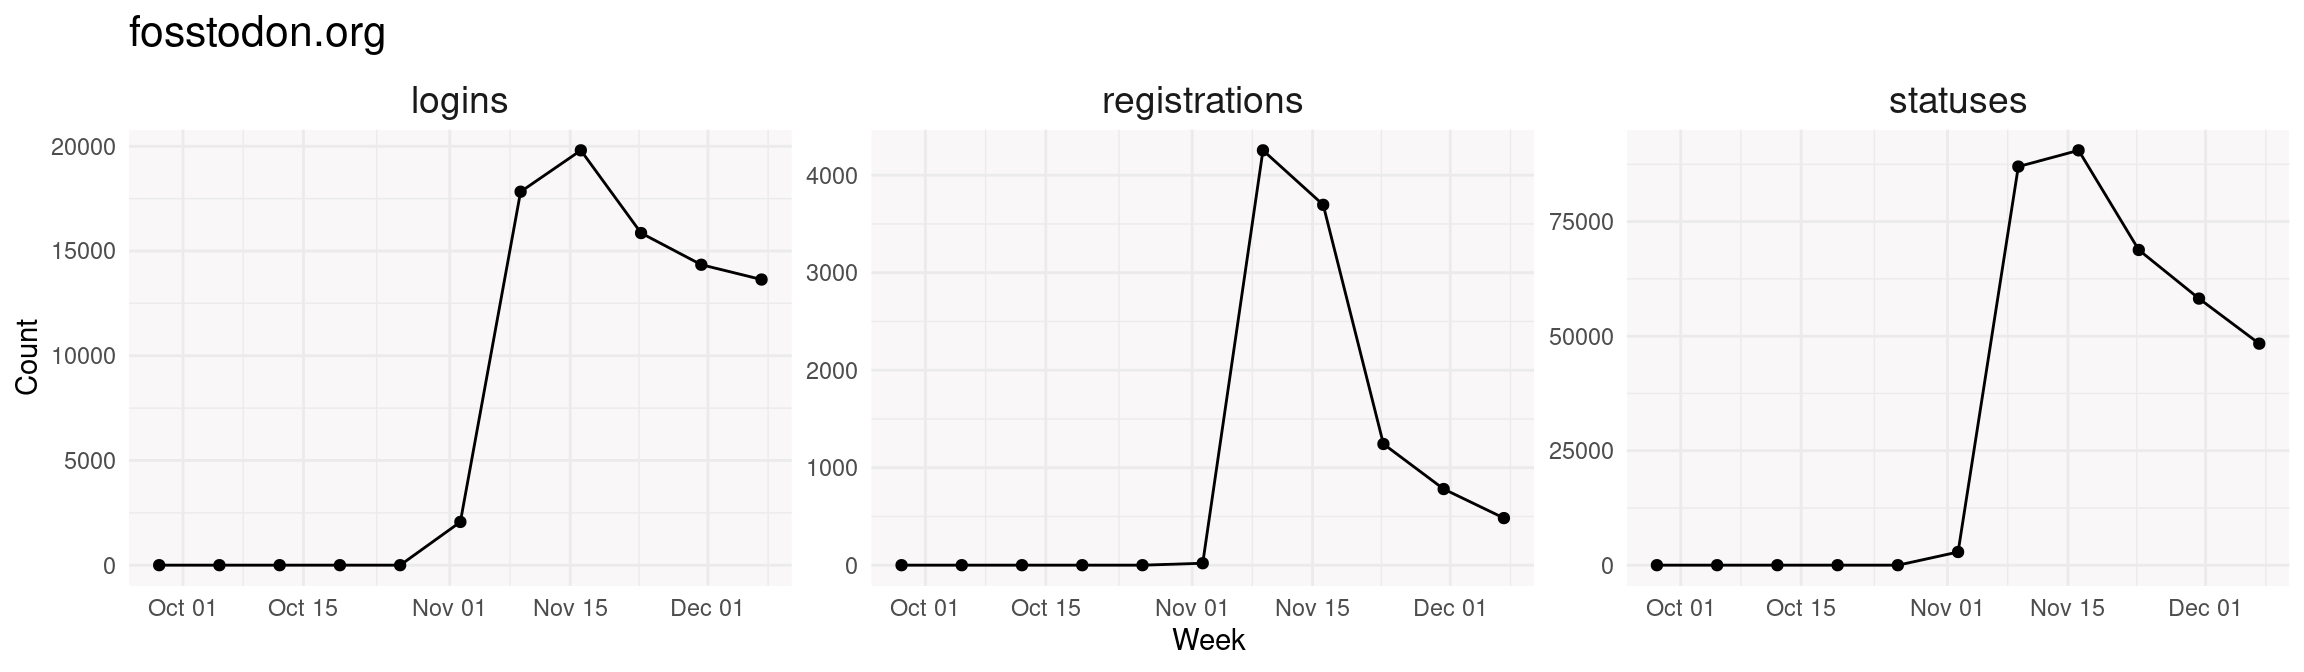 fosstodon.org
logins
registrations
statuses
Count
20000
15000
10000
5000
0
Oct 01 Oct 15 Nov 01 Nov 15 Dec 01
4000
3000
2000
1000
0
Oct 01 Oct 15 Nov 01 Nov 15 Dec 01
75000
50000
25000
0
Oct 01 Oct 15 Nov 01 Nov 15 Dec 01
Week